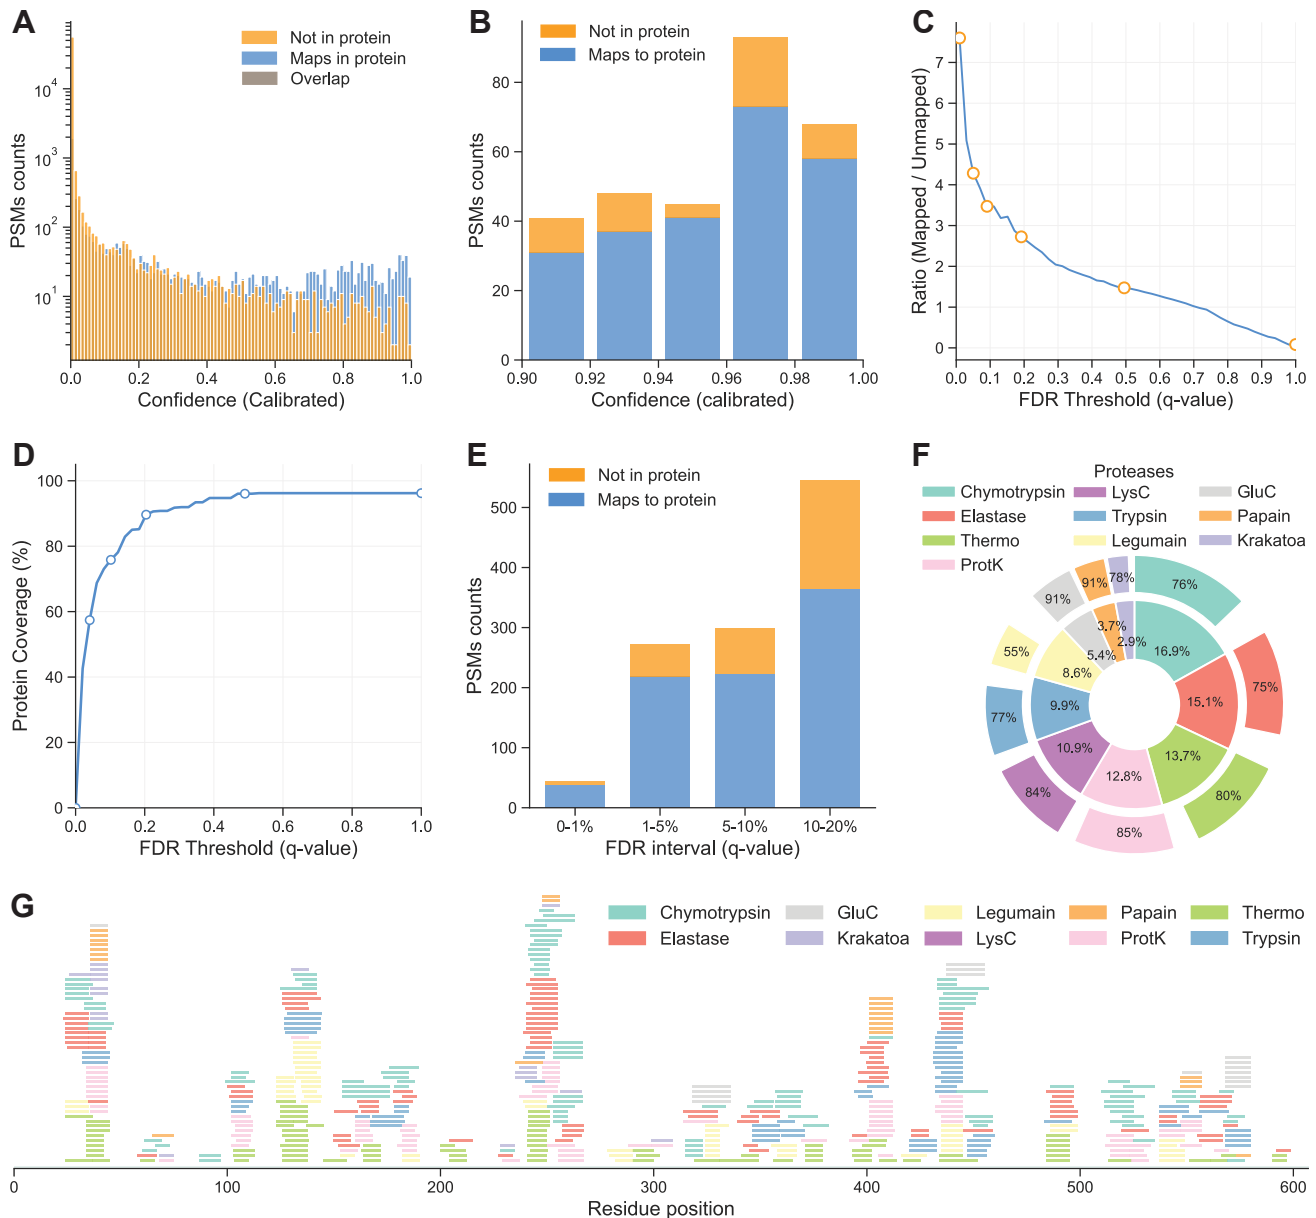 A
Not in protein
Maps in protein
Overlap
PSMs counts
10^4
10^3
10^2
10^1
0.0 0.2 0.4 0.6 0.8 1.0
Confidence (Calibrated)
B
Not in protein
Maps to protein
PSMs counts
80
60
40
20
0
0.90 0.92 0.94 0.96 0.98 1.00
Confidence (calibrated)
C
Ratio (Mapped / Unmapped)
7
6
5
4
3
2
1
0
0.0 0.1 0.2 0.3 0.4 0.5 0.6 0.7 0.8 0.9 1.0
FDR Threshold (q-value)
D
Protein Coverage (%)
100
80
60
40
20
0
0.0 0.2 0.4 0.6 0.8 1.0
FDR Threshold (q-value)
E
Not in protein
Maps to protein
PSMs counts
500
400
300
200
100
0
0-1% 1-5% 5-10% 10-20%
FDR interval (q-value)
F
Proteases
Chymotrypsin LysC GluC
Elastase Trypsin Papain
Thermo Legumain Krakatoa
ProtK
76%
75%
80%
85%
84%
77%
55%
91%
91%
78%
16.9%
15.1%
13.7%
12.8%
10.9%
9.9%
8.6%
5.4%
3.7%
2.9%
G
Chymotrypsin GluC Legumain Papain Thermo
Elastase Krakatoa LysC ProtK Trypsin
0 100 200 300 400 500 600
Residue position